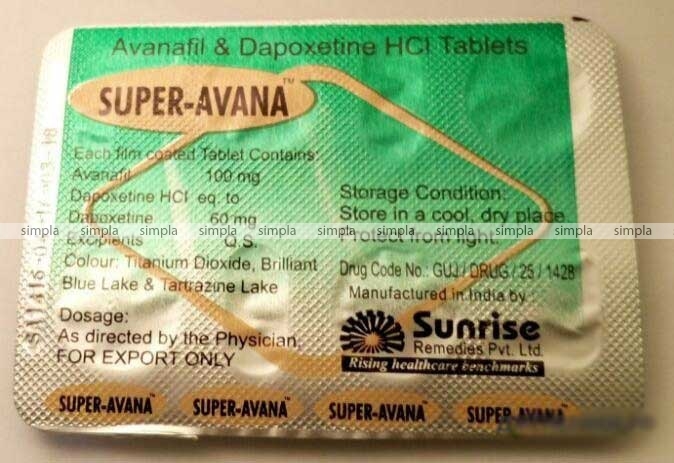 Avanafil & Dapoxetine HCl Tablets
SUPER-AVANA™
Each film coated Tablet Contains:
Avanafil 100 mg
Dapoxetine HCl eq. to
Dapoxetine 60 mg
Excipients Q.S.
Colour: Titanium Dioxide, Brilliant
Blue Lake & Tartrazine Lake
Dosage:
As directed by the Physician.
FOR EXPORT ONLY
Storage Condition:
Store in a cool, dry place
Protect from light.
Drug Code No.: GUJ / DRUG / 25 / 1428
Manufactured in India by :
Sunrise
Remedies Pvt. Ltd.
Rising healthcare benchmarks
SUPER-AVANA™ SUPER-AVANA™ SUPER-AVANA™ SUPER-AVANA™
simpla simpla simpla simpla simpla simpla simpla simpla simpla simpla simpla